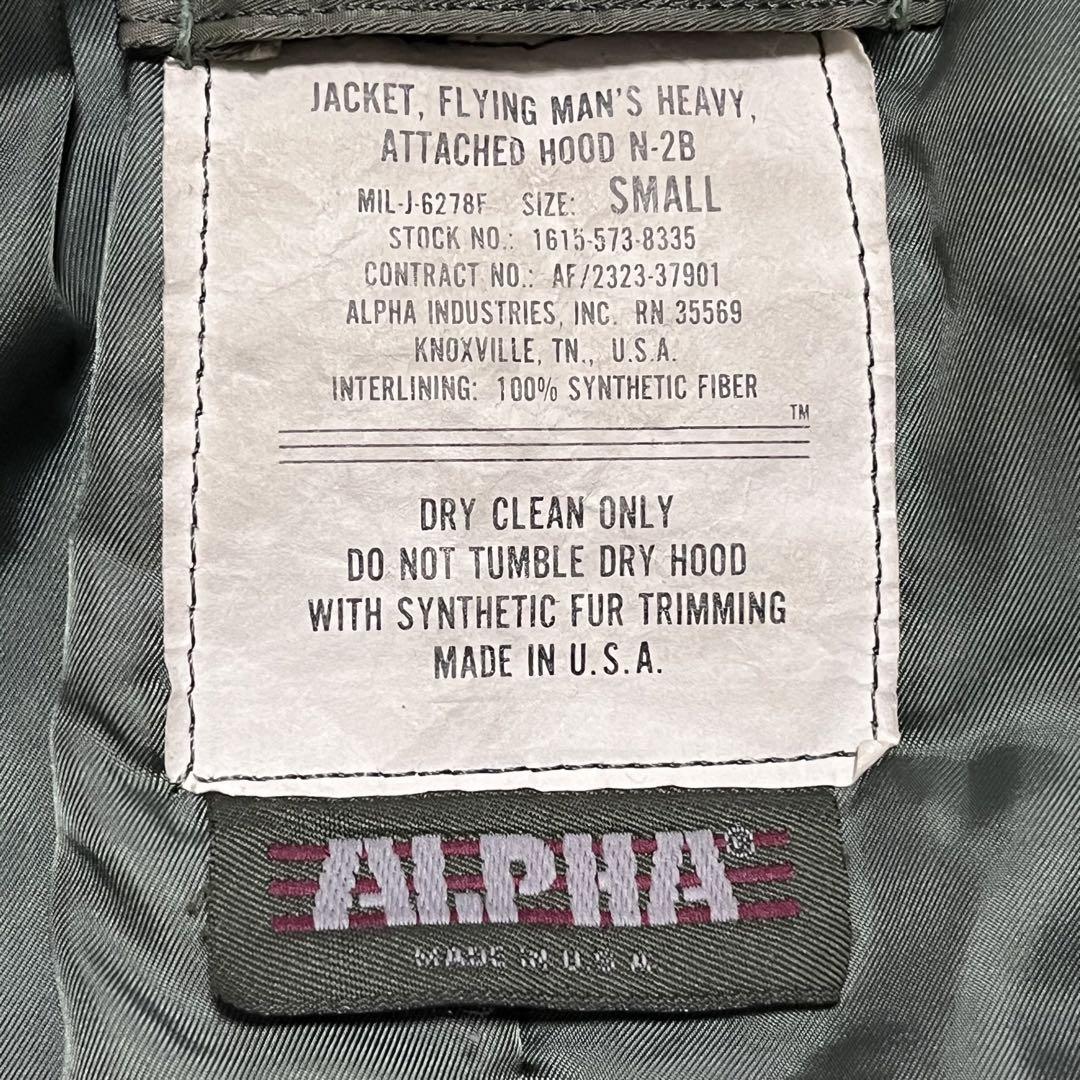 JACKET, FLYING MAN'S HEAVY,
ATTACHED HOOD N-2B
MIL-J-6278F SIZE: SMALL
STOCK NO.: 1615-573-8335
CONTRACT NO.: AF/2323-37901
ALPHA INDUSTRIES, INC. RN 35569
KNOXVILLE, TN., U.S.A.
INTERLINING: 100% SYNTHETIC FIBER
TM
DRY CLEAN ONLY
DO NOT TUMBLE DRY HOOD
WITH SYNTHETIC FUR TRIMMING
MADE IN U.S.A.
ALPHA®
MADE IN U.S.A.